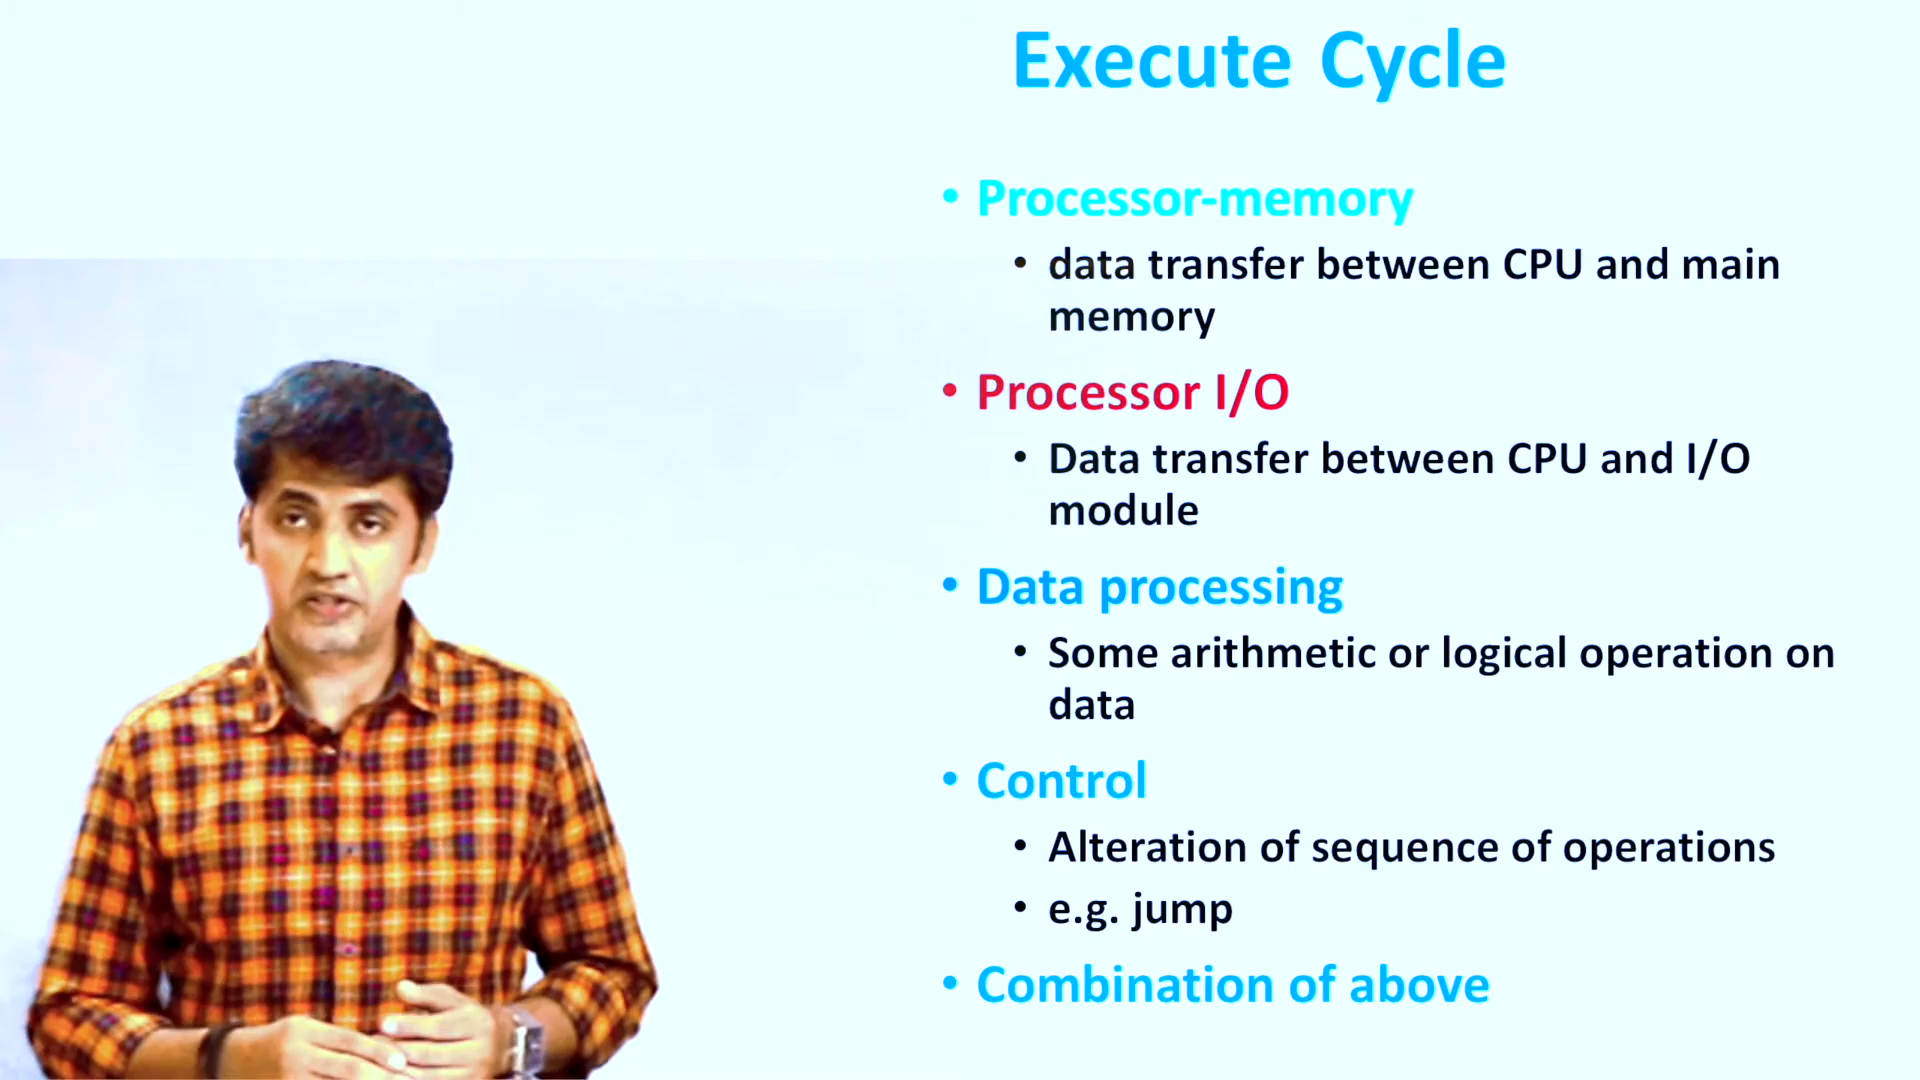 Execute Cycle
• Processor-memory
• data transfer between CPU and main
memory
• Processor I/O
• Data transfer between CPU and I/O
module
• Data processing
• Some arithmetic or logical operation on
data
• Control
• Alteration of sequence of operations
• e.g. jump
• Combination of above